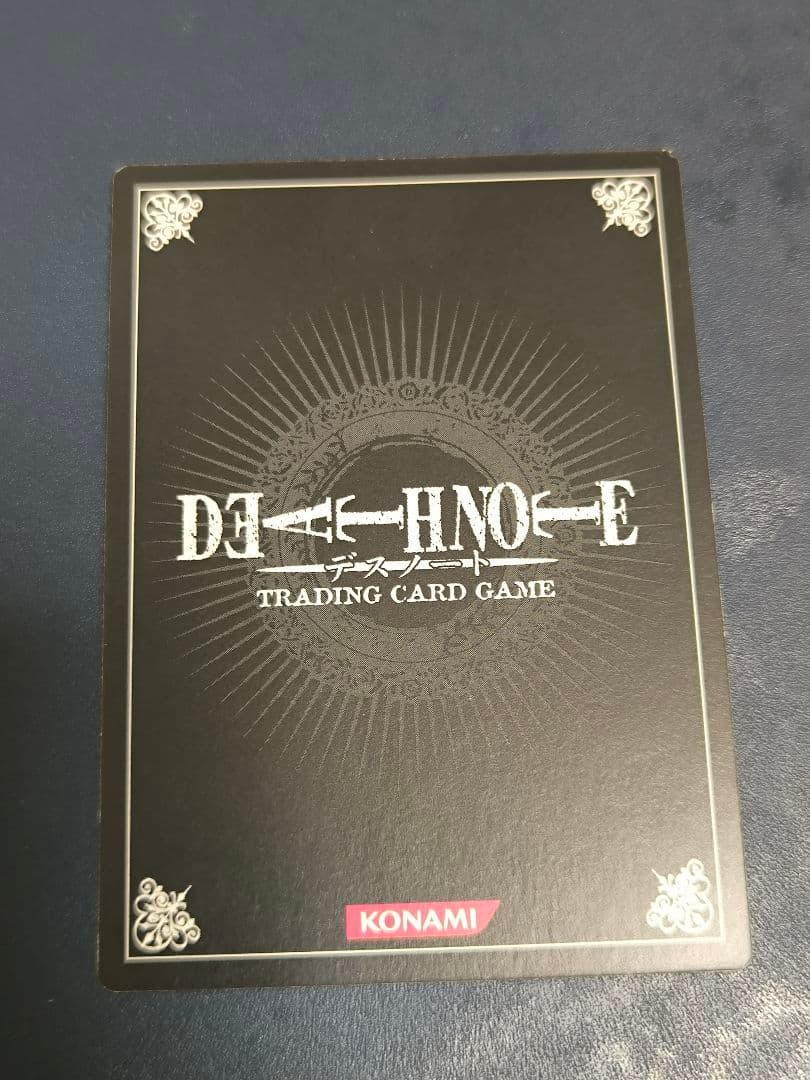 DEATH NOTE
デスノート
TRADING CARD GAME
KONAMI